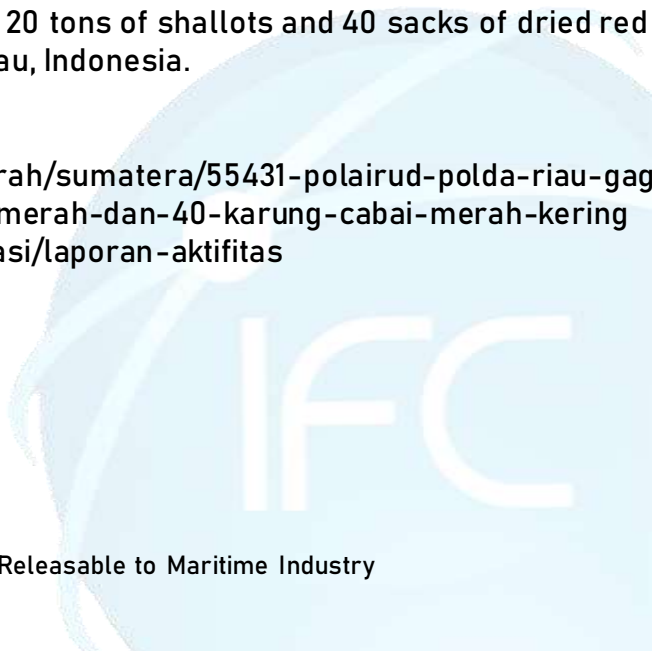 20 tons of shallots and 40 sacks of dried red
au, Indonesia.
rah/sumatera/55431-polairud-polda-riau-gag
merah-dan-40-karung-cabai-merah-kering
asi/laporan-aktifitas
IFC
Releasable to Maritime Industry